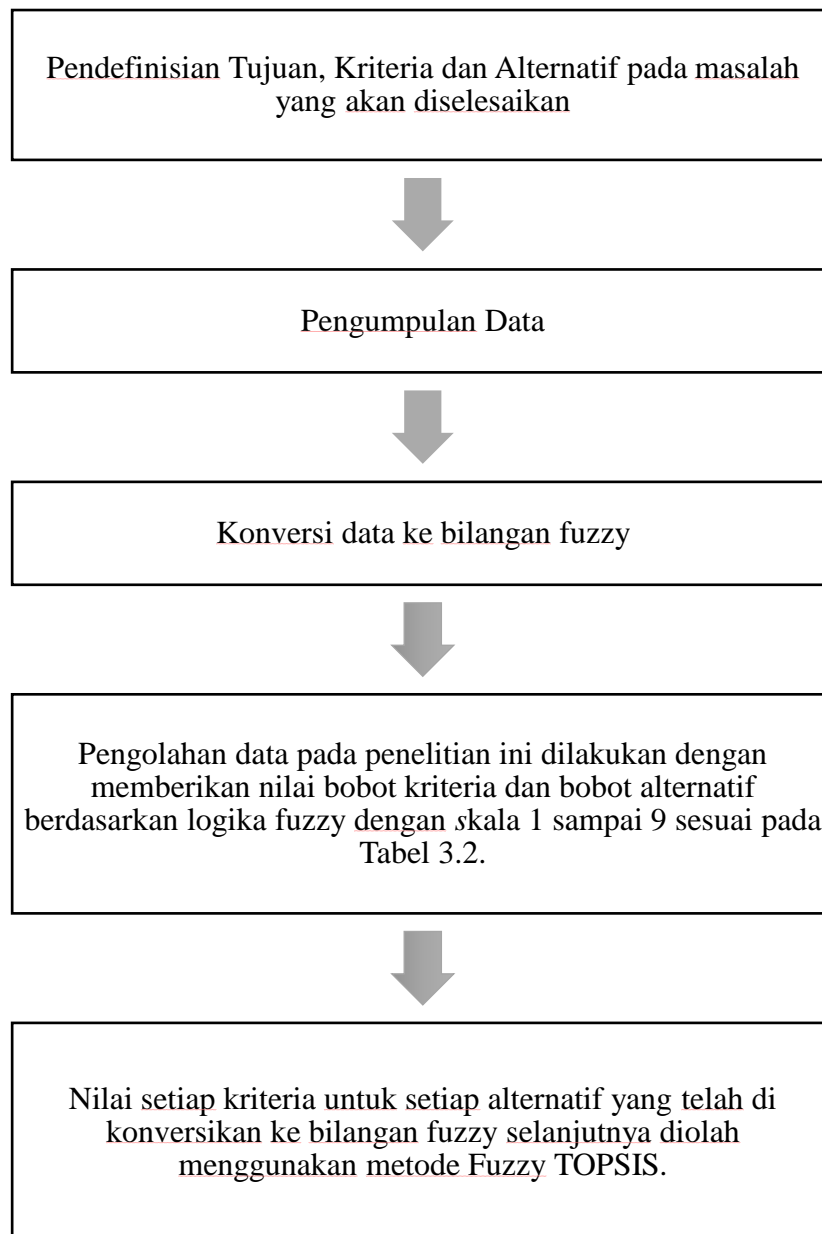 Pendefinisian Tujuan, Kriteria dan Alternatif pada masalah
yang akan diselesaikan
Pengumpulan Data
Konversi data ke bilangan fuzzy
Pengolahan data pada penelitian ini dilakukan dengan
memberikan nilai bobot kriteria dan bobot alternatif
berdasarkan logika fuzzy dengan skala 1 sampai 9 sesuai pada
Tabel 3.2.
Nilai setiap kriteria untuk setiap alternatif yang telah di
konversikan ke bilangan fuzzy selanjutnya diolah
menggunakan metode Fuzzy TOPSIS.